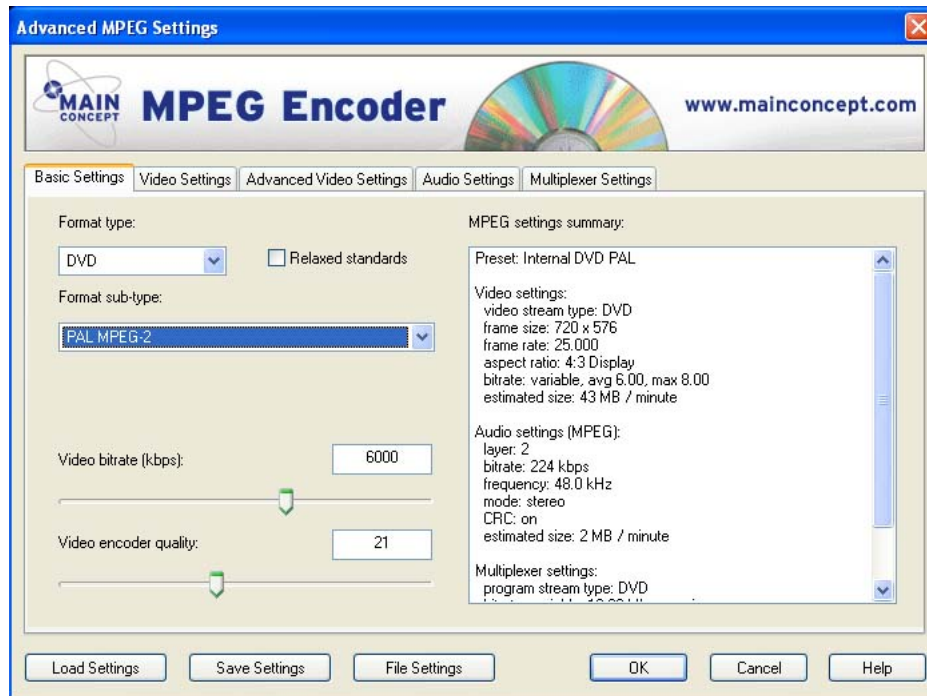 Advanced MPEG Settings
MAIN CONCEPT
MPEG Encoder
www.mainconcept.com
Basic Settings
Video Settings
Advanced Video Settings
Audio Settings
Multiplexer Settings
Format type:
DVD
Relaxed standards
Format sub-type:
PAL MPEG-2
Video bitrate (kbps):
6000
Video encoder quality:
21
MPEG settings summary:
Preset: Internal DVD PAL
Video settings:
video stream type: DVD
frame size: 720 x 576
frame rate: 25.000
aspect ratio: 4:3 Display
bitrate: variable, avg 6.00, max 8.00
estimated size: 43 MB / minute
Audio settings (MPEG):
layer: 2
bitrate: 224 kbps
frequency: 48.0 kHz
mode: stereo
CRC: on
estimated size: 2 MB / minute
Multiplexer settings:
program stream type: DVD
Load Settings
Save Settings
File Settings
OK
Cancel
Help